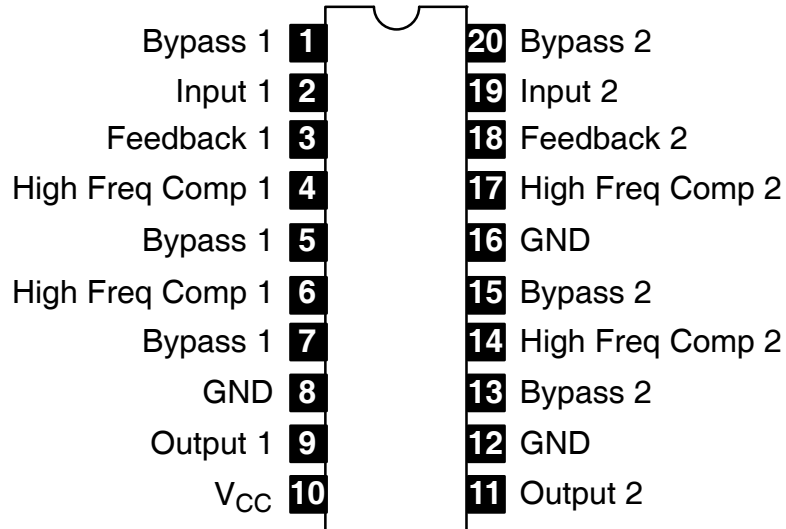 Bypass 1 1 20 Bypass 2
Input 1 2 19 Input 2
Feedback 1 3 18 Feedback 2
High Freq Comp 1 4 17 High Freq Comp 2
Bypass 1 5 16 GND
High Freq Comp 1 6 15 Bypass 2
Bypass 1 7 14 High Freq Comp 2
GND 8 13 Bypass 2
Output 1 9 12 GND
VCC 10 11 Output 2